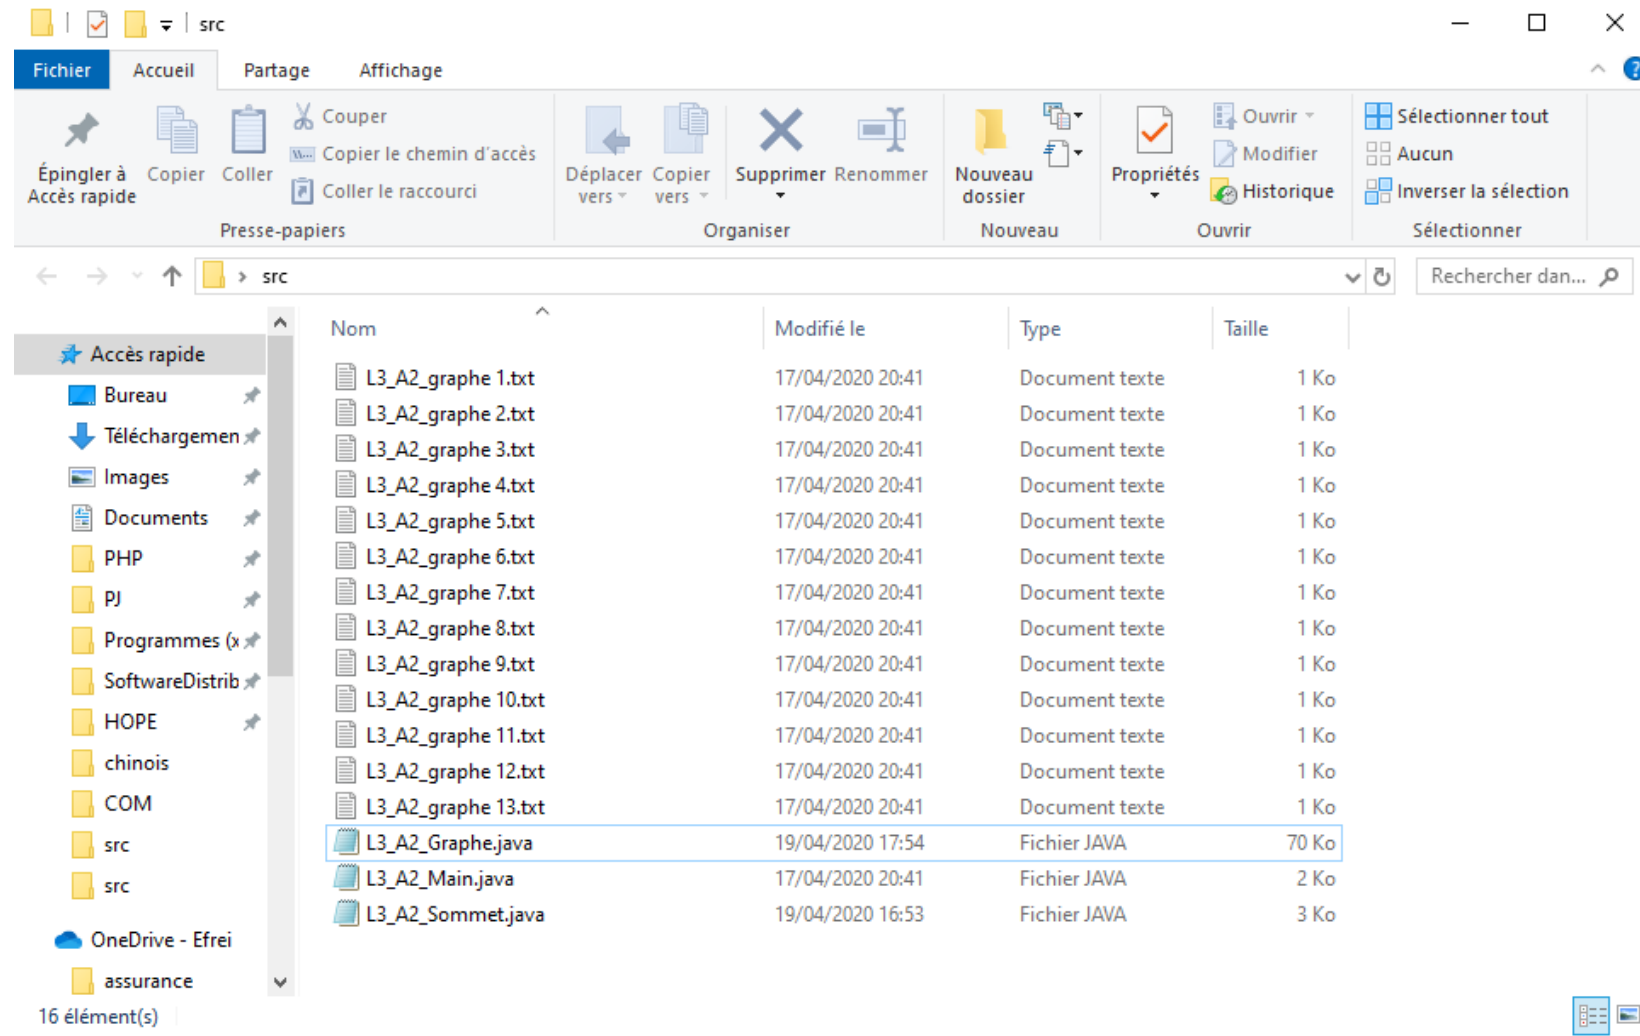 src
Fichier Accueil Partage Affichage
?
Épingler à Accès rapide
Copier
Coller
Couper
Copier le chemin d'accès
Coller le raccourci
Presse-papiers
Déplacer vers
Copier vers
Supprimer
Renommer
Organiser
Nouveau dossier
Nouveau
Propriétés
Ouvrir
Modifier
Historique
Ouvrir
Sélectionner tout
Aucun
Inverser la sélection
Sélectionner
src
Rechercher dan...
Accès rapide
Bureau
Téléchargemen
Images
Documents
PHP
PJ
Programmes (x
SoftwareDistrib
HOPE
chinois
COM
src
src
OneDrive - Efrei
assurance
Nom Modifié le Type Taille
L3_A2_graphe 1.txt 17/04/2020 20:41 Document texte 1 Ko
L3_A2_graphe 2.txt 17/04/2020 20:41 Document texte 1 Ko
L3_A2_graphe 3.txt 17/04/2020 20:41 Document texte 1 Ko
L3_A2_graphe 4.txt 17/04/2020 20:41 Document texte 1 Ko
L3_A2_graphe 5.txt 17/04/2020 20:41 Document texte 1 Ko
L3_A2_graphe 6.txt 17/04/2020 20:41 Document texte 1 Ko
L3_A2_graphe 7.txt 17/04/2020 20:41 Document texte 1 Ko
L3_A2_graphe 8.txt 17/04/2020 20:41 Document texte 1 Ko
L3_A2_graphe 9.txt 17/04/2020 20:41 Document texte 1 Ko
L3_A2_graphe 10.txt 17/04/2020 20:41 Document texte 1 Ko
L3_A2_graphe 11.txt 17/04/2020 20:41 Document texte 1 Ko
L3_A2_graphe 12.txt 17/04/2020 20:41 Document texte 1 Ko
L3_A2_graphe 13.txt 17/04/2020 20:41 Document texte 1 Ko
L3_A2_Graphe.java 19/04/2020 17:54 Fichier JAVA 70 Ko
L3_A2_Main.java 17/04/2020 20:41 Fichier JAVA 2 Ko
L3_A2_Sommet.java 19/04/2020 16:53 Fichier JAVA 3 Ko
16 élément(s)